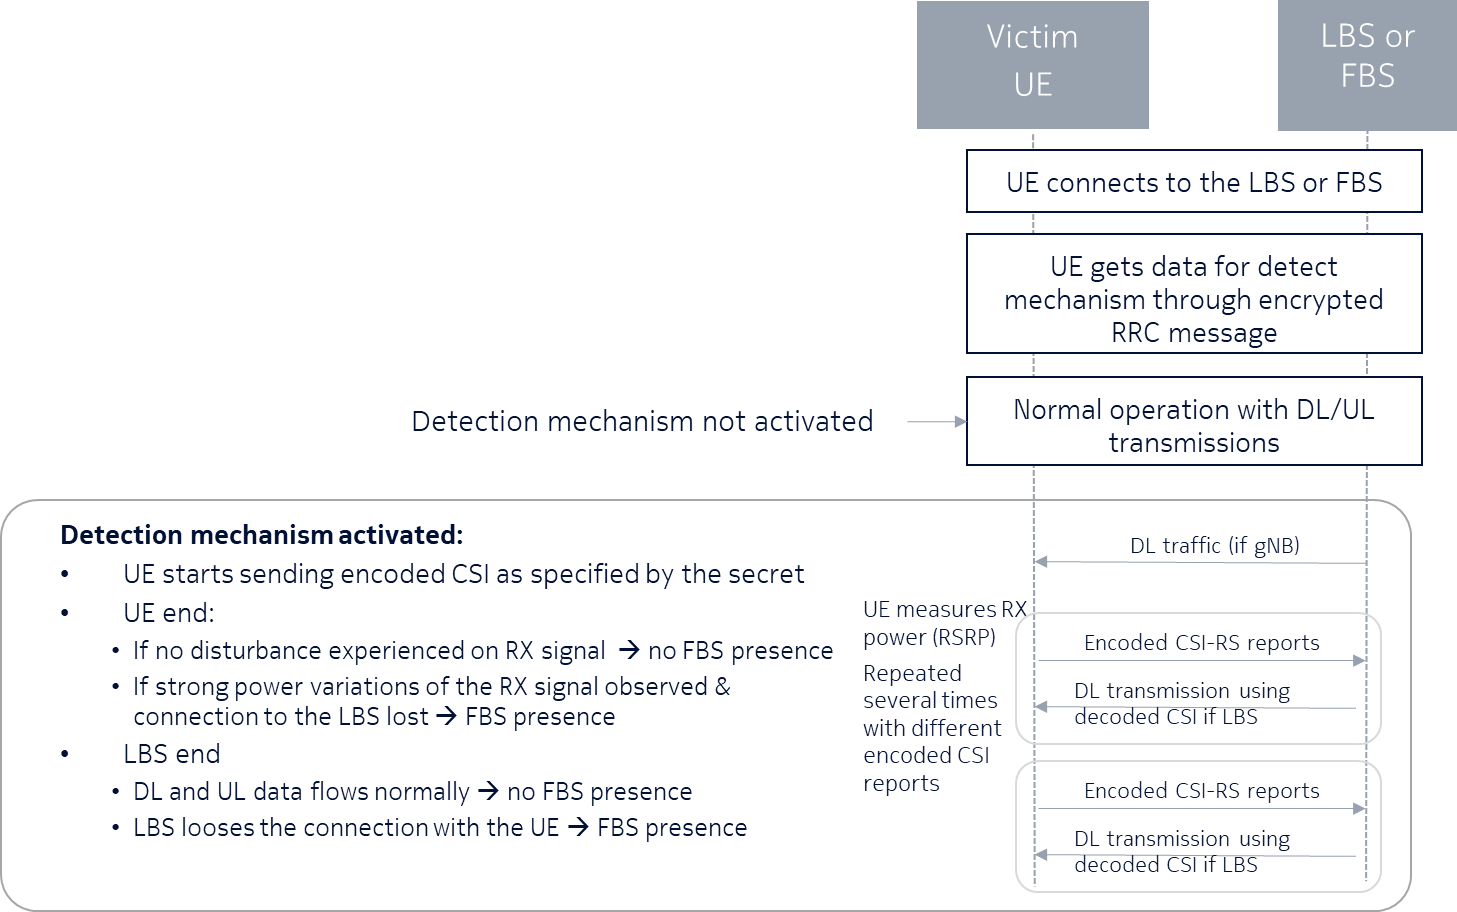 Victim
UE
LBS or
FBS
UE connects to the LBS or FBS
UE gets data for detect
mechanism through encrypted
RRC message
Detection mechanism not activated
Normal operation with DL/UL
transmissions
Detection mechanism activated:
• UE starts sending encoded CSI as specified by the secret
• UE end:
• If no disturbance experienced on RX signal → no FBS presence
• If strong power variations of the RX signal observed &
connection to the LBS lost → FBS presence
• LBS end
• DL and UL data flows normally → no FBS presence
• LBS looses the connection with the UE → FBS presence
DL traffic (if gNB)
UE measures RX
power (RSRP)
Repeated
several times
with different
encoded CSI
reports
Encoded CSI-RS reports
DL transmission using
decoded CSI if LBS
Encoded CSI-RS reports
DL transmission using
decoded CSI if LBS